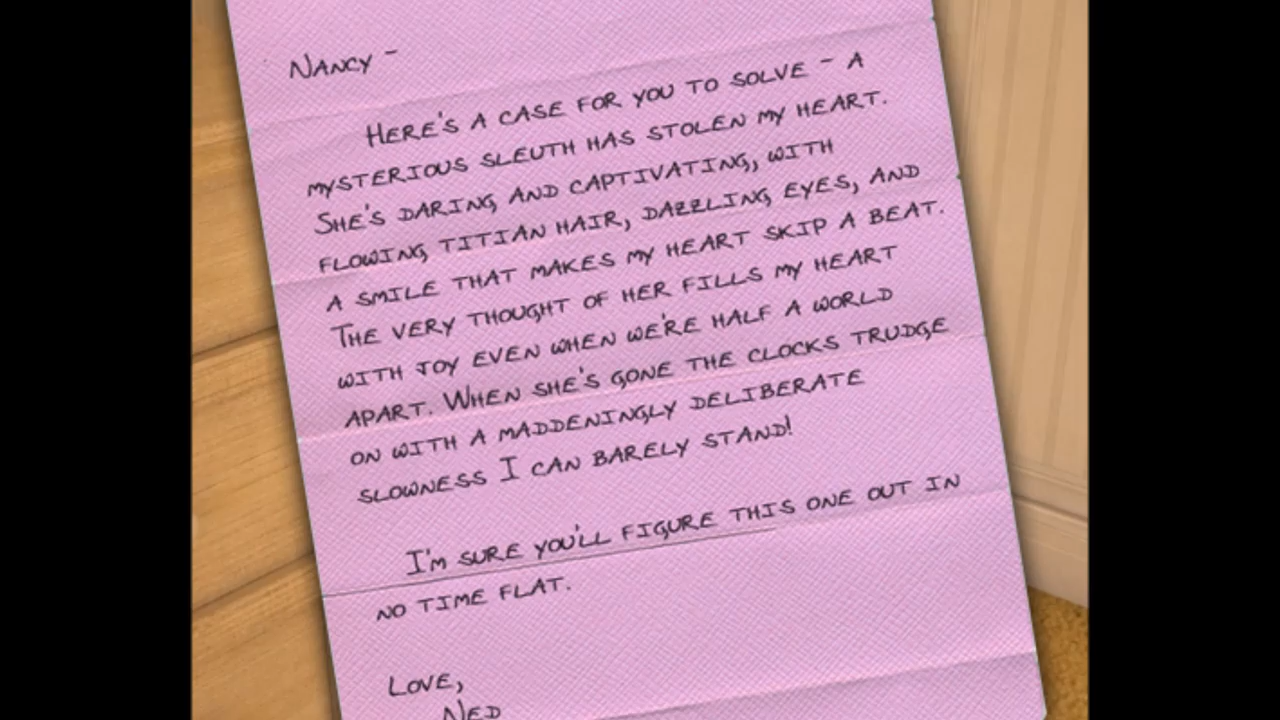 NANCY -
HERE'S A CASE FOR YOU TO SOLVE - A
MYSTERIOUS SLEUTH HAS STOLEN MY HEART.
SHE'S DARING AND CAPTIVATING, WITH
FLOWING TITIAN HAIR, DAZZLING EYES, AND
A SMILE THAT MAKES MY HEART SKIP A BEAT.
THE VERY THOUGHT OF HER FILLS MY HEART
WITH JOY EVEN WHEN WE'RE HALF A WORLD
APART. WHEN SHE'S GONE THE CLOCKS TRUDGE
ON WITH A MADDENINGLY DELIBERATE
SLOWNESS I CAN BARELY STAND!
I'M SURE YOU'LL FIGURE THIS ONE OUT IN
NO TIME FLAT.
LOVE,
NED